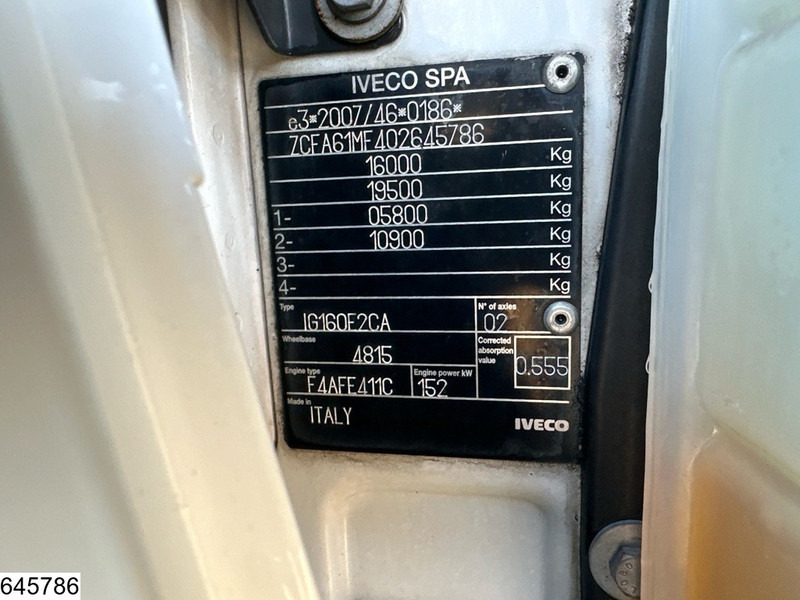 IVECO SPA
e3*2007/46*0186*
ZCFA61MF402645786
16000 Kg
19500 Kg
1- 05800 Kg
2- 10900 Kg
3- Kg
4- Kg
Type IG160E2CA
N° of axles 02
Wheelbase 4815
Corrected absorption value 0.555
Engine type F4AFE411C
Engine power kW 152
Made in ITALY
IVECO
645786